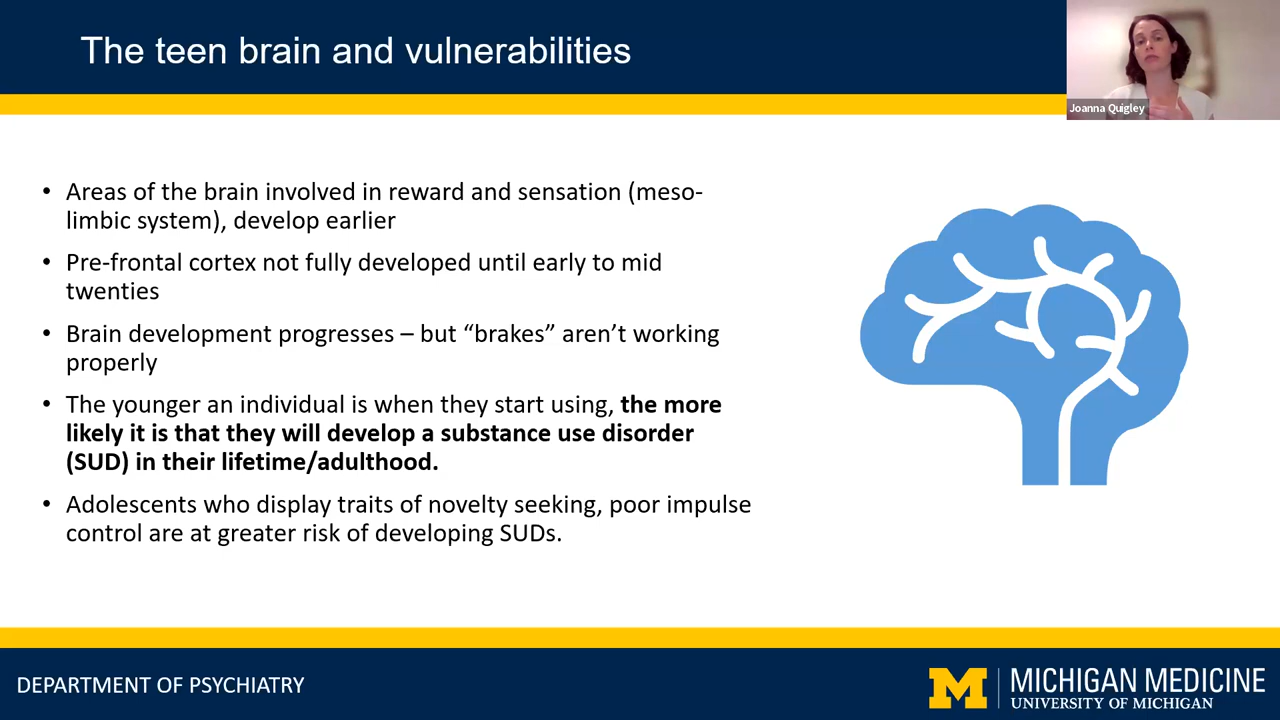 The teen brain and vulnerabilities
Joanna Quigley
• Areas of the brain involved in reward and sensation (meso-
limbic system), develop earlier
• Pre-frontal cortex not fully developed until early to mid
twenties
• Brain development progresses – but “brakes” aren’t working
properly
• The younger an individual is when they start using, the more
likely it is that they will develop a substance use disorder
(SUD) in their lifetime/adulthood.
• Adolescents who display traits of novelty seeking, poor impulse
control are at greater risk of developing SUDs.
DEPARTMENT OF PSYCHIATRY
M
MICHIGAN MEDICINE
UNIVERSITY OF MICHIGAN